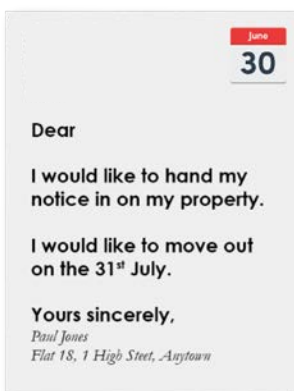 June
30
Dear
I would like to hand my
notice in on my property.
I would like to move out
on the 31st July.
Yours sincerely,
Paul Jones
Flat 18, 1 High Steet, Anytown